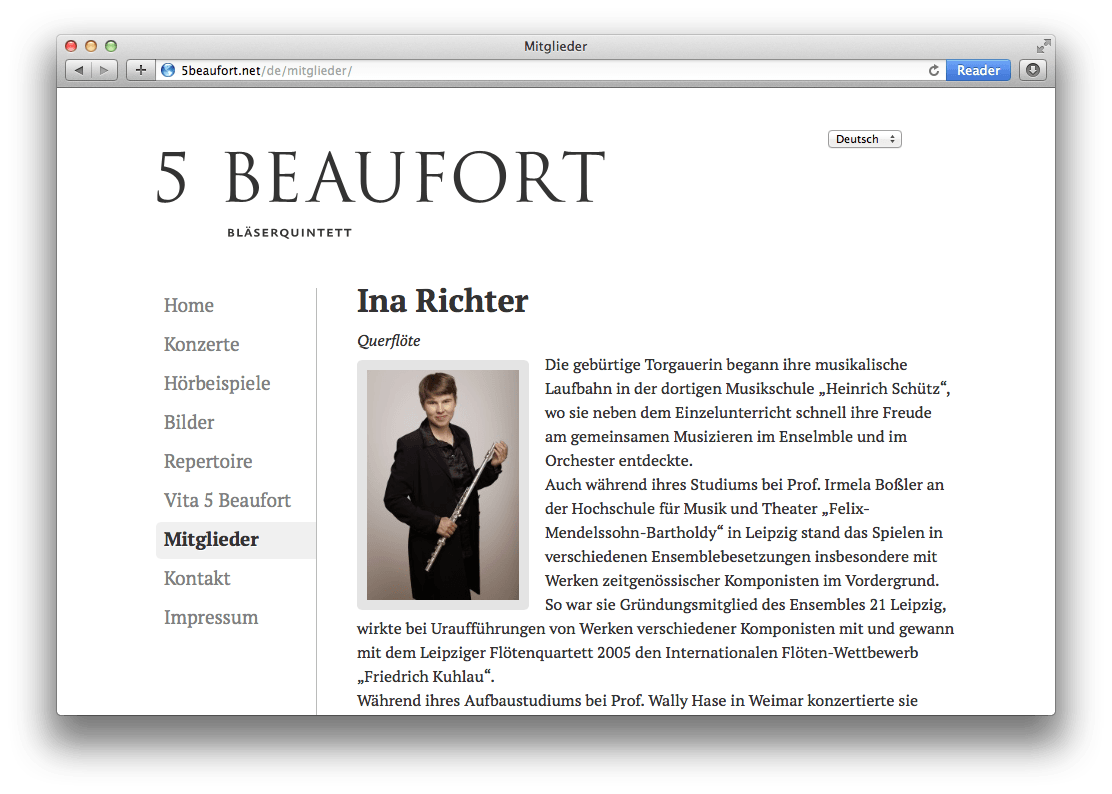 Mitglieder
5beaufort.net/de/mitglieder/
Reader
Deutsch
5 BEAUFORT
BLÄSERQUINTETT
Home
Konzerte
Hörbeispiele
Bilder
Repertoire
Vita 5 Beaufort
Mitglieder
Kontakt
Impressum
Ina Richter
Querflöte
Die gebürtige Torgauerin begann ihre musikalische
Laufbahn in der dortigen Musikschule „Heinrich Schütz“,
wo sie neben dem Einzelunterricht schnell ihre Freude
am gemeinsamen Musizieren im Enselmble und im
Orchester entdeckte.
Auch während ihres Studiums bei Prof. Irmela Boßler an
der Hochschule für Musik und Theater „Felix-
Mendelssohn-Bartholdy“ in Leipzig stand das Spielen in
verschiedenen Ensemblebesetzungen insbesondere mit
Werken zeitgenössischer Komponisten im Vordergrund.
So war sie Gründungsmitglied des Ensembles 21 Leipzig,
wirkte bei Uraufführungen von Werken verschiedener Komponisten mit und gewann
mit dem Leipziger Flötenquartett 2005 den Internationalen Flöten-Wettbewerb
„Friedrich Kuhlau“.
Während ihres Aufbaustudiums bei Prof. Wally Hase in Weimar konzertierte sie